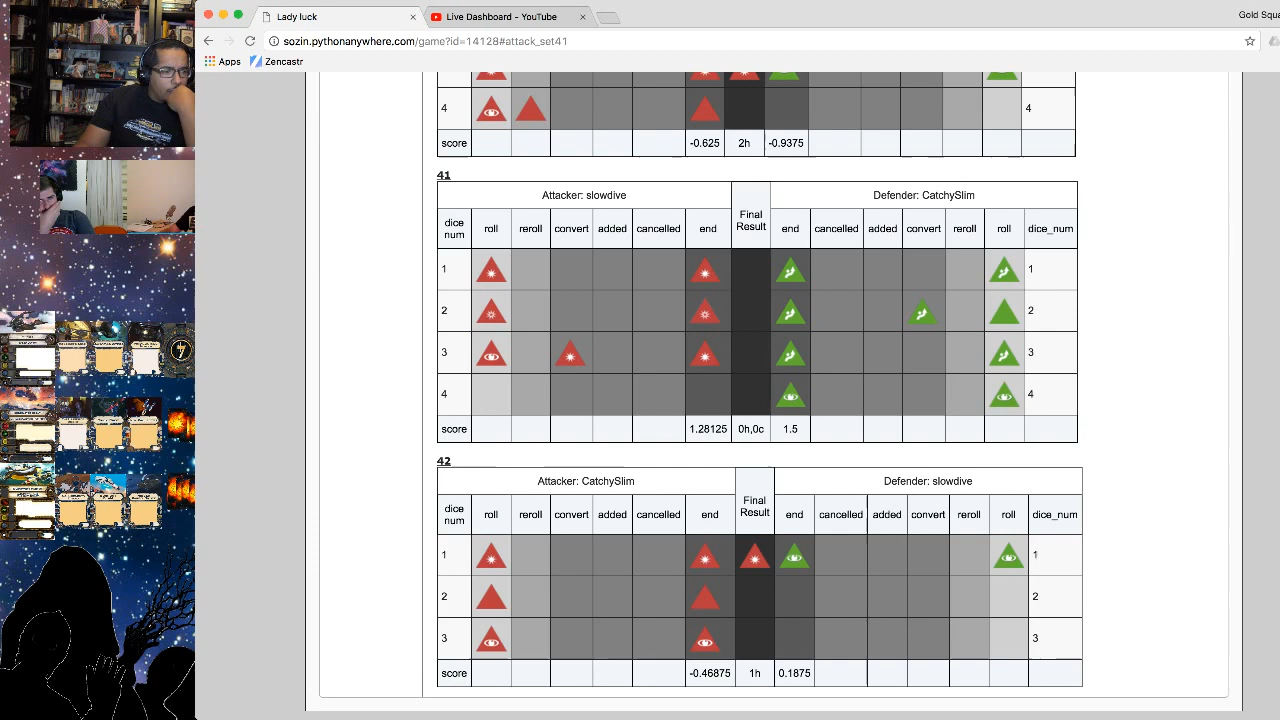 Lady luck
Live Dashboard - YouTube
Gold Squa
sozin.pythonanywhere.com/game?id=14128#attack_set41
Apps
Zencastr
4 4
score -0.625 2h -0.9375
41
Attacker: slowdive Final Result Defender: CatchySlim
dice num roll reroll convert added cancelled end end cancelled added convert reroll roll dice_num
1 1
2 2
3 3
4 4
score 1.28125 0h,0c 1.5
42
Attacker: CatchySlim Final Result Defender: slowdive
dice num roll reroll convert added cancelled end end cancelled added convert reroll roll dice_num
1 1
2 2
3 3
score -0.46875 1h 0.1875